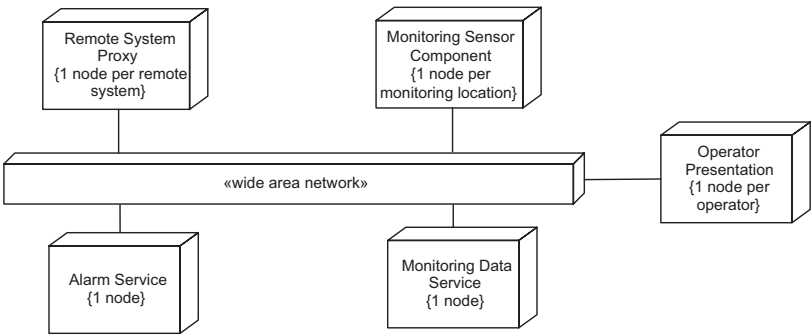 Remote System
Proxy
{1 node per remote
system}
Monitoring Sensor
Component
{1 node per
monitoring location}
Operator
Presentation
{1 node per
operator}
«wide area network»
Alarm Service
{1 node}
Monitoring Data
Service
{1 node}